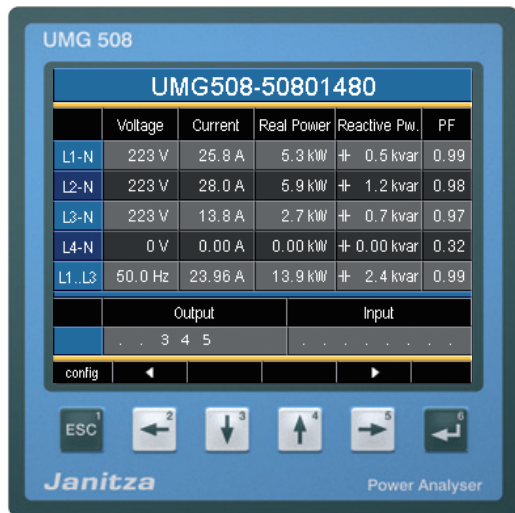 UMG 508
UMG508-50801480
Voltage Current Real Power Reactive Pw. PF
L1-N 223 V 25.8 A 5.3 kW 0.5 kvar 0.99
L2-N 223 V 28.0 A 5.9 kW 1.2 kvar 0.98
L3-N 223 V 13.8 A 2.7 kW 0.7 kvar 0.97
L4-N 0 V 0.00 A 0.00 kW 0.00 kvar 0.32
L1..L3 50.0 Hz 23.96 A 13.9 kW 2.4 kvar 0.99
Output Input
. . 3 4 5 . . . . . . . .
config
ESC 1 2 3 4 5 6
Janitza Power Analyser